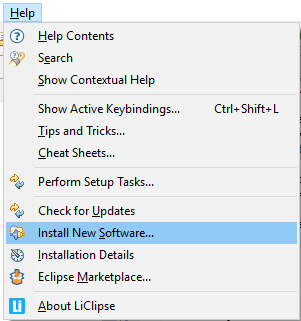 Help
Help Contents
Search
Show Contextual Help
Show Active Keybindings... Ctrl+Shift+L
Tips and Tricks...
Cheat Sheets...
Perform Setup Tasks...
Check for Updates
Install New Software...
Installation Details
Eclipse Marketplace...
Li About LiClipse